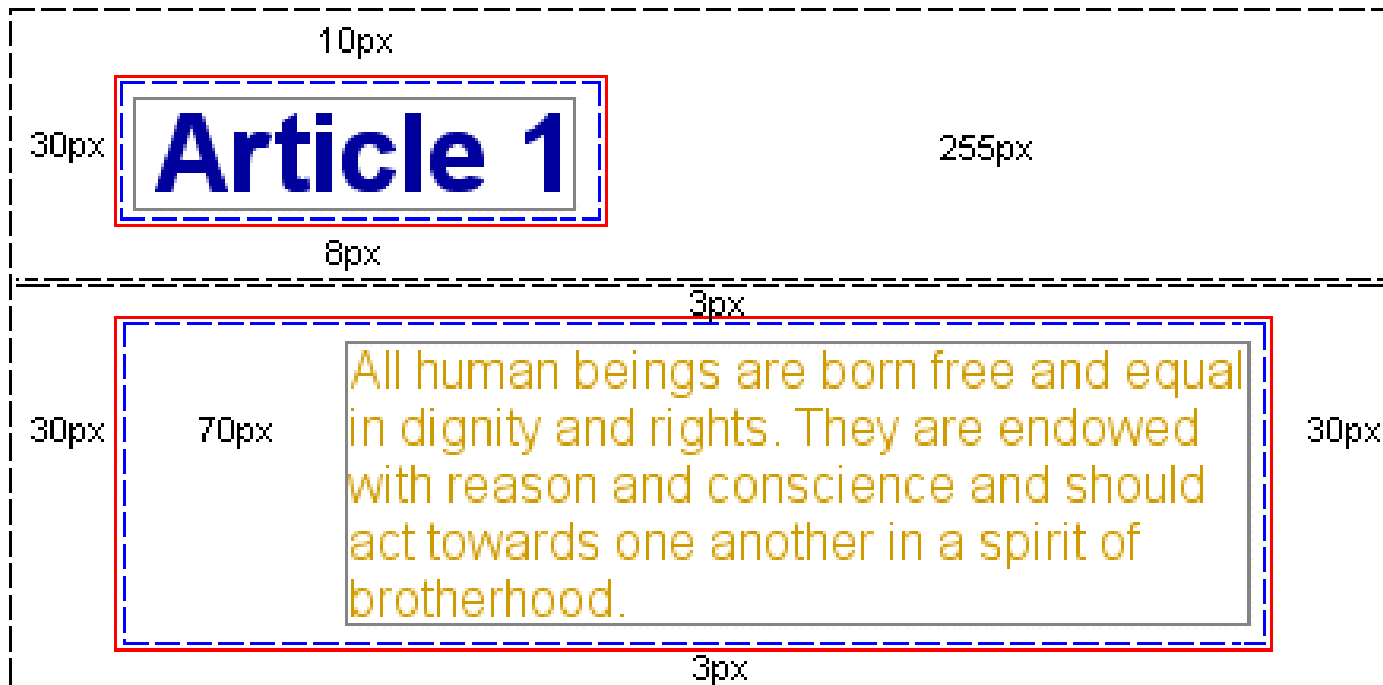 10px
30px
Article 1
255px
8px
3px
All human beings are born free and equal
in dignity and rights. They are endowed
30px
70px
30px
with reason and conscience and should
act towards one another in a spirit of
brotherhood.
3px